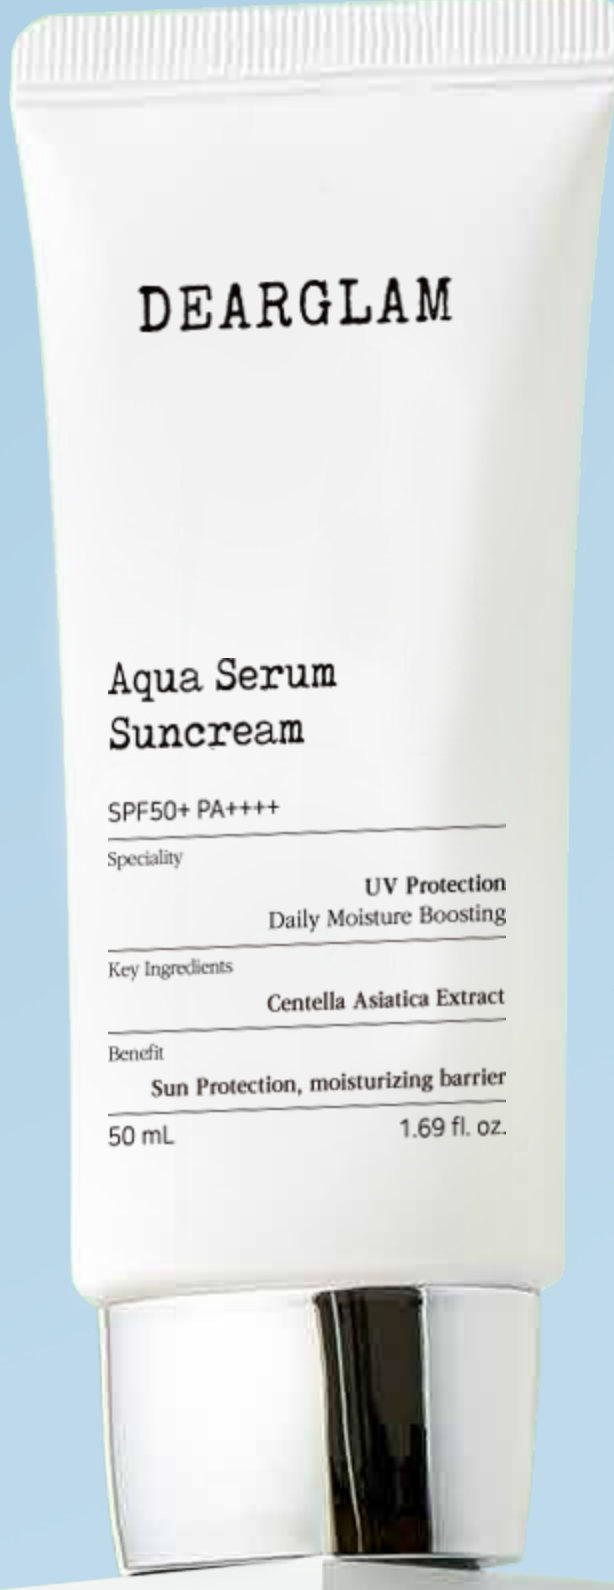 DEARGLAM
Aqua Serum
Suncream
SPF50+ PA++++
Speciality
UV Protection
Daily Moisture Boosting
Key Ingredients
Centella Asiatica Extract
Benefit
Sun Protection, moisturizing barrier
50 mL 1.69 fl. oz.